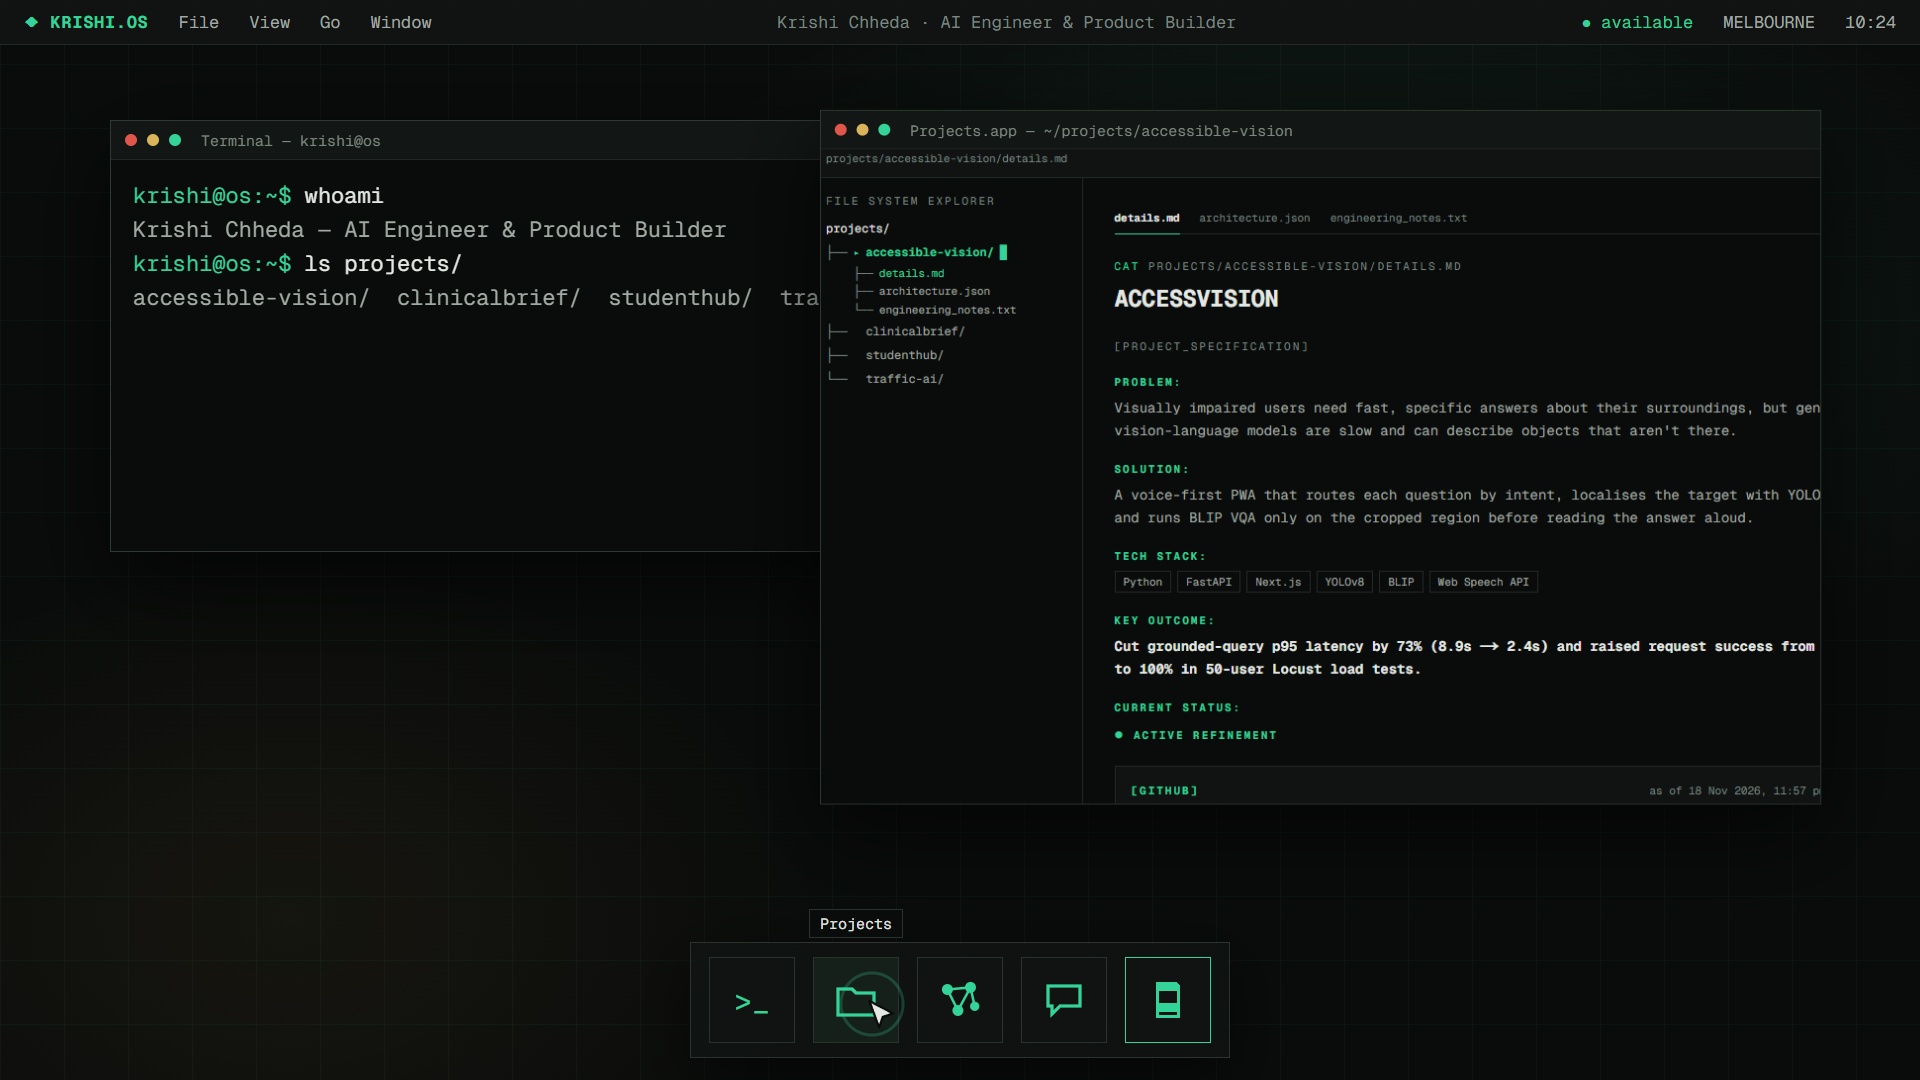 KRISHI.OS File View Go Window
Krishi Chheda · AI Engineer & Product Builder
available MELBOURNE 10:24
Terminal — krishi@os
krishi@os:~$ whoami
Krishi Chheda — AI Engineer & Product Builder
krishi@os:~$ ls projects/
accessible-vision/ clinicalbrief/ studenthub/ tra
Projects.app — ~/projects/accessible-vision
projects/accessible-vision/details.md
FILE SYSTEM EXPLORER
projects/
├── ▸ accessible-vision/
├── details.md
├── architecture.json
└── engineering_notes.txt
├── clinicalbrief/
├── studenthub/
└── traffic-ai/
details.md architecture.json engineering_notes.txt
CAT PROJECTS/ACCESSIBLE-VISION/DETAILS.MD
ACCESSVISION
[PROJECT_SPECIFICATION]
PROBLEM:
Visually impaired users need fast, specific answers about their surroundings, but gen
vision-language models are slow and can describe objects that aren't there.
SOLUTION:
A voice-first PWA that routes each question by intent, localises the target with YOLO
and runs BLIP VQA only on the cropped region before reading the answer aloud.
TECH STACK:
Python FastAPI Next.js YOLOv8 BLIP Web Speech API
KEY OUTCOME:
Cut grounded-query p95 latency by 73% (8.9s ⟶ 2.4s) and raised request success from
to 100% in 50-user Locust load tests.
CURRENT STATUS:
● ACTIVE REFINEMENT
[GITHUB] as of 18 Nov 2026, 11:57 p
Projects
>_